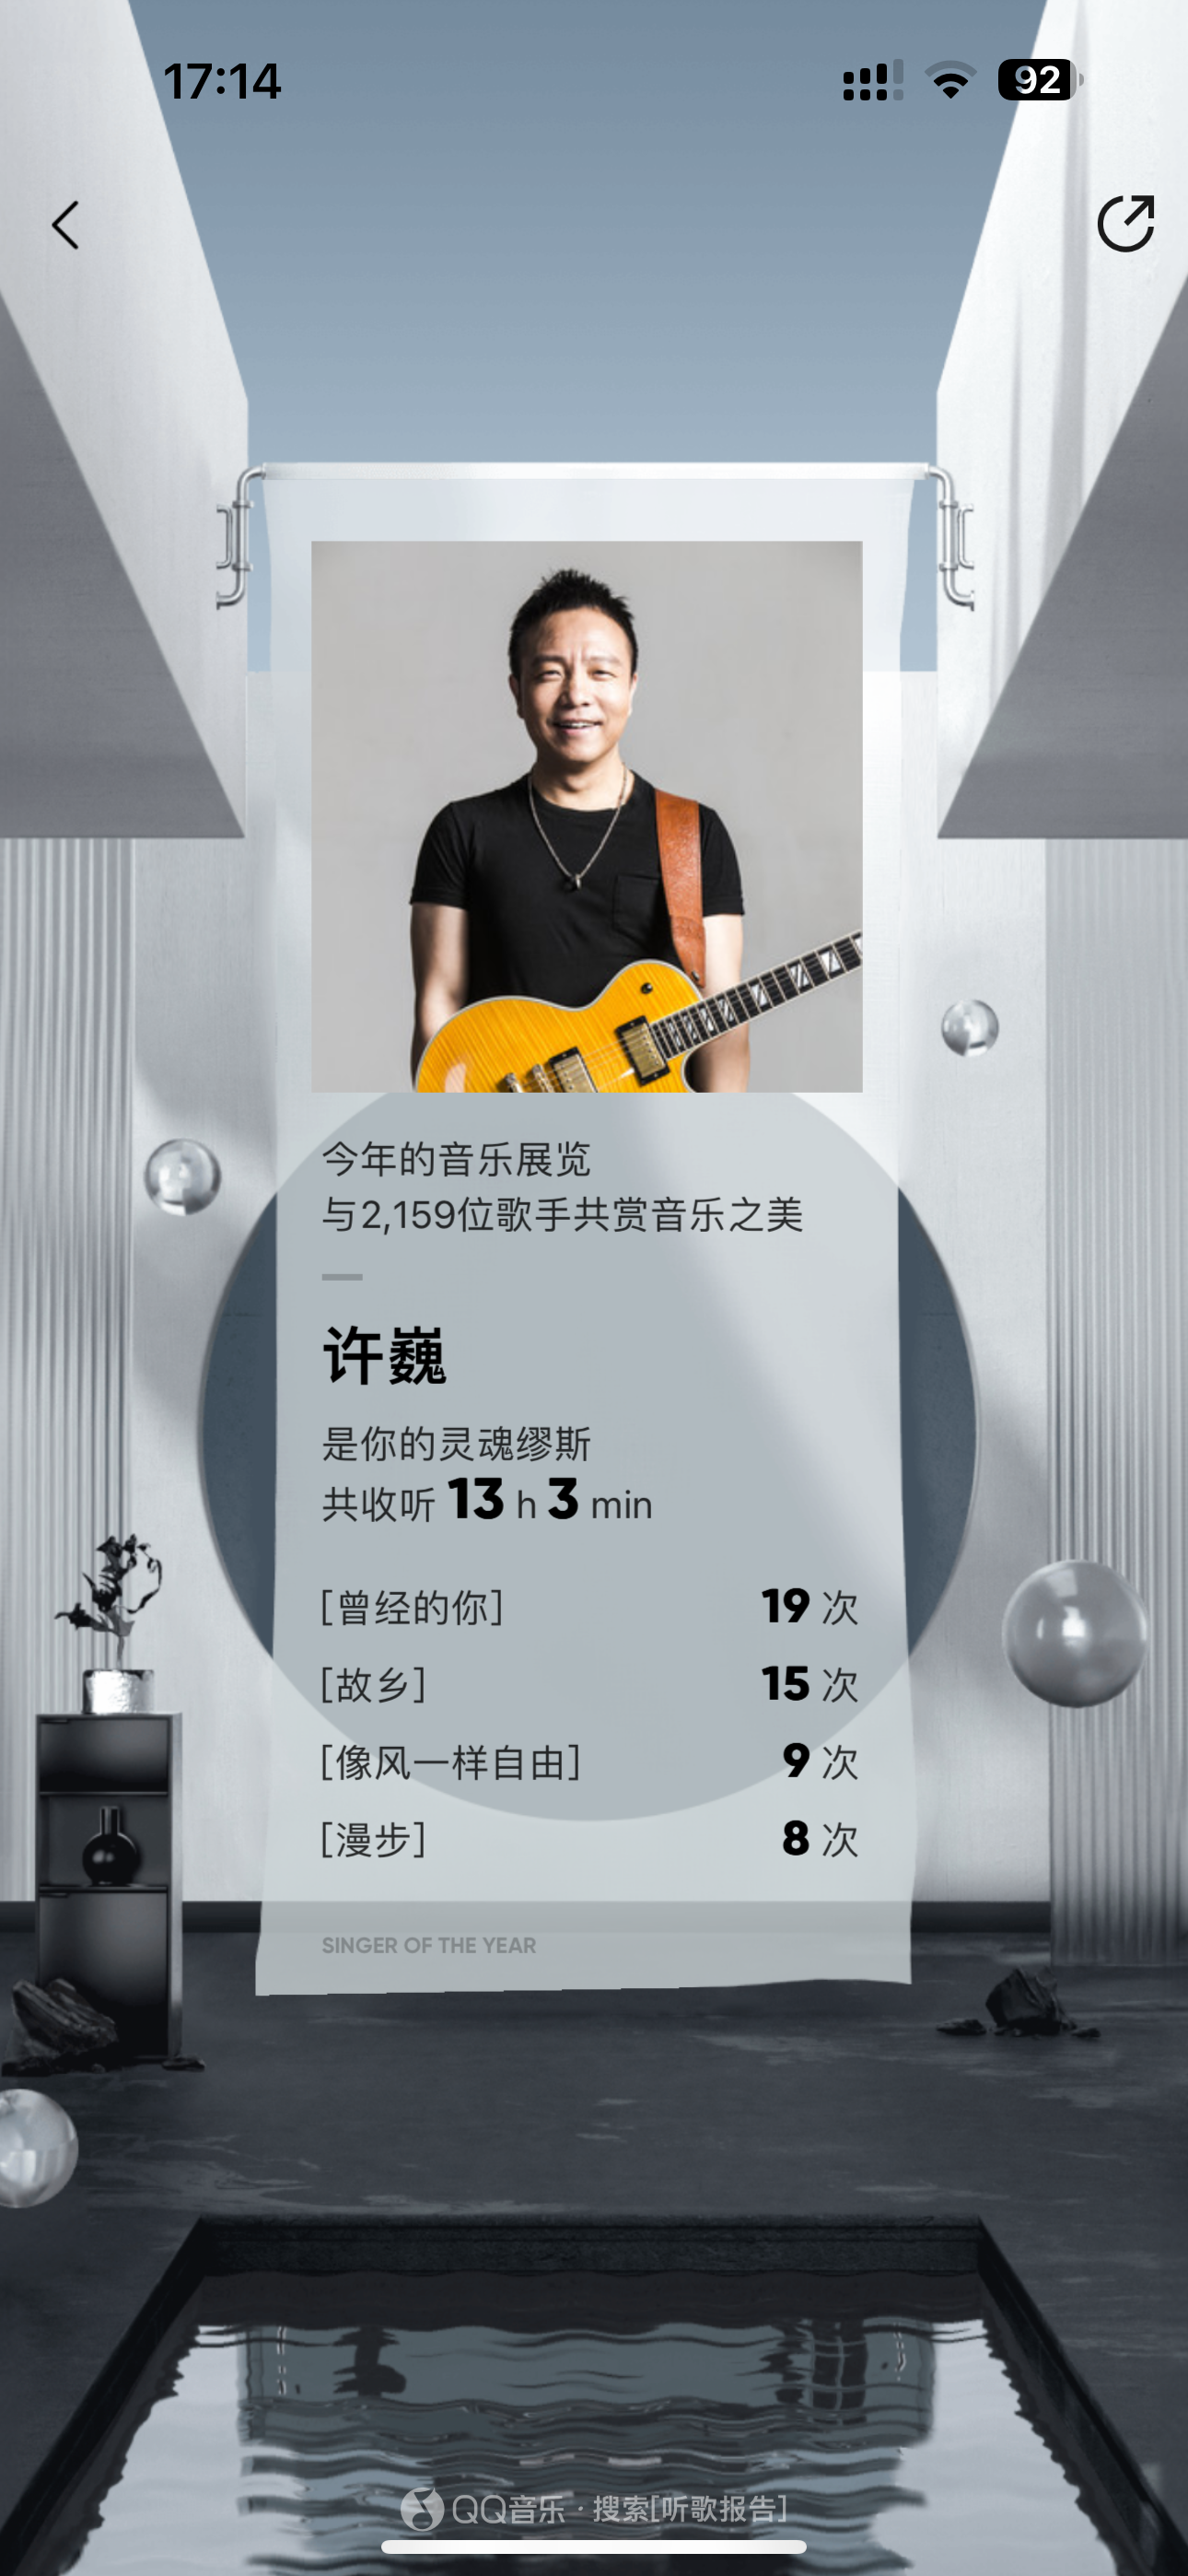 17:14
92
今年的音乐展览
与2,159位歌手共赏音乐之美
许巍
是你的灵魂缪斯
共收听 13 h 3 min
[曾经的你] 19 次
[故乡] 15 次
[像风一样自由] 9 次
[漫步] 8 次
SINGER OF THE YEAR
QQ音乐 · 搜索[听歌报告]